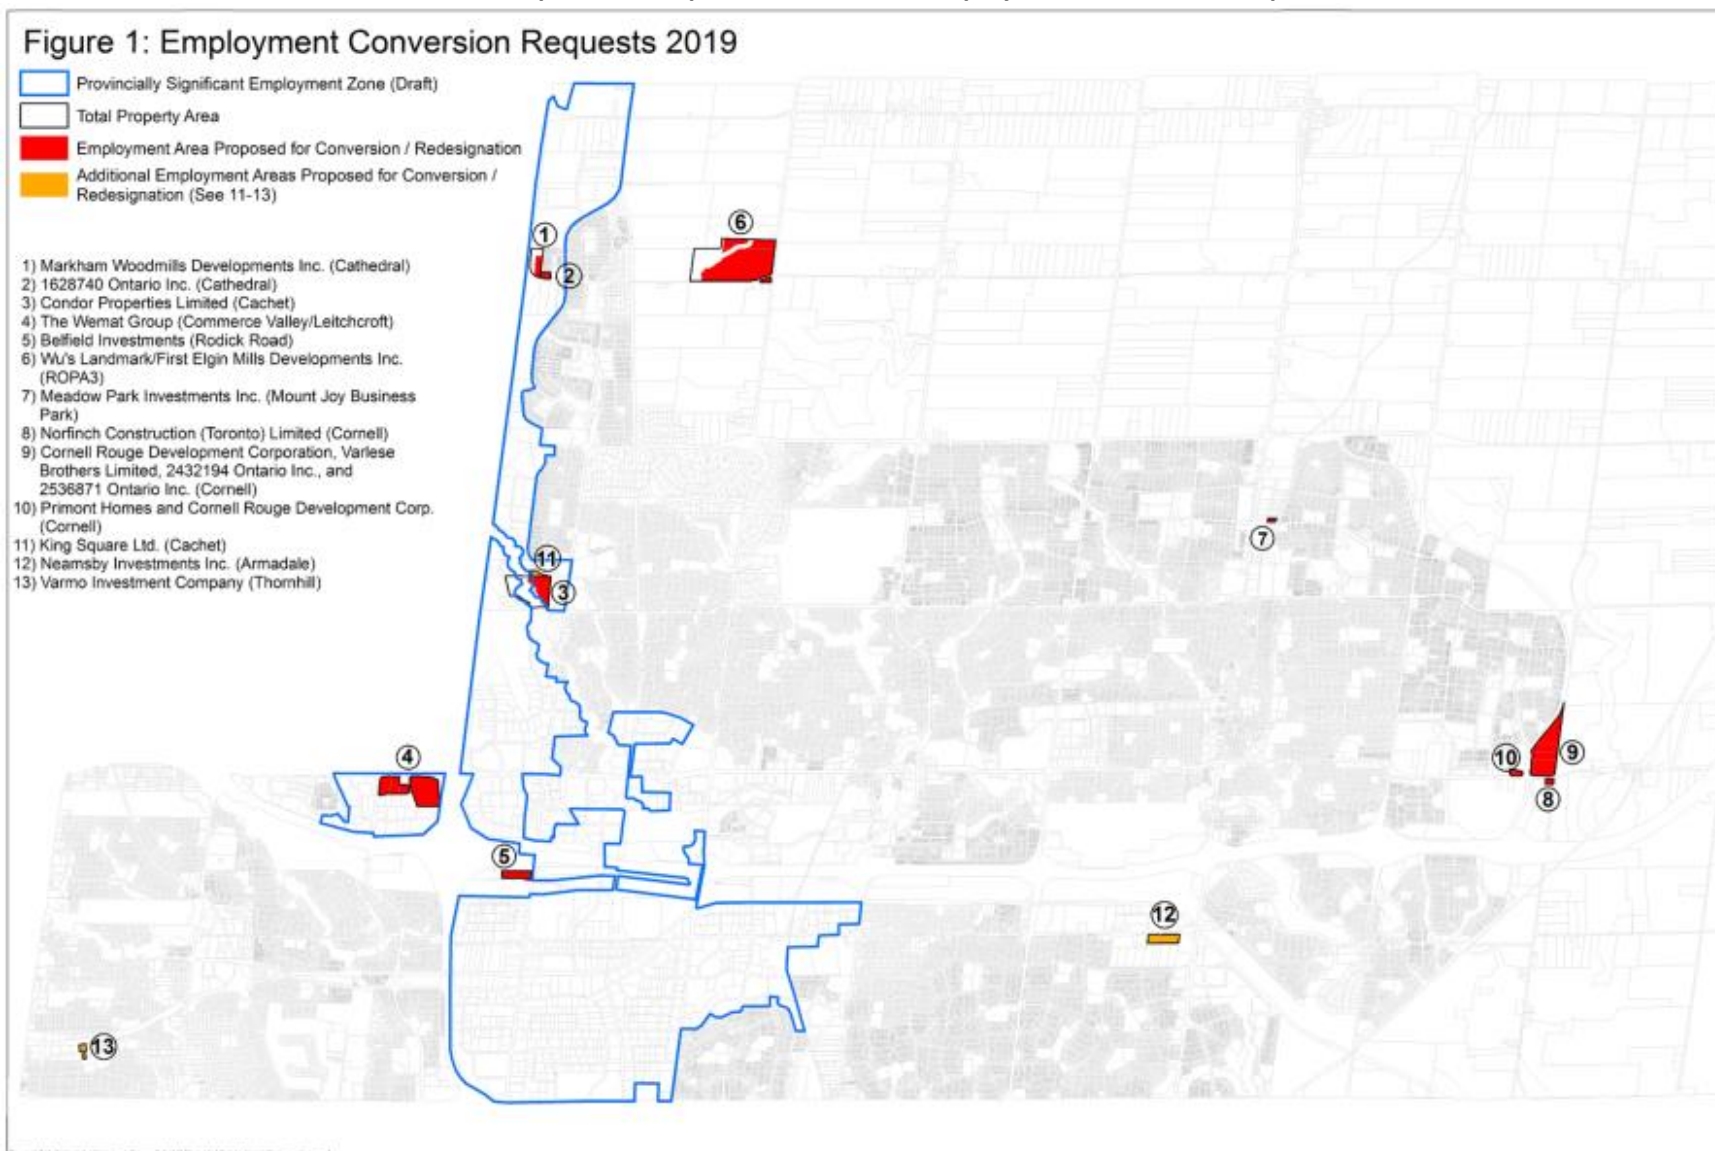 Figure 1: Employment Conversion Requests 2019
Provincially Significant Employment Zone (Draft)
Total Property Area
Employment Area Proposed for Conversion / Redesignation
Additional Employment Areas Proposed for Conversion /
Redesignation (See 11-13)
1) Markham Woodmills Developments Inc. (Cathedral)
2) 1628740 Ontario Inc. (Cathedral)
3) Condor Properties Limited (Cachet)
4) The Wemat Group (Commerce Valley/Leitchcroft)
5) Belfield Investments (Rodick Road)
6) Wu's Landmark/First Elgin Mills Developments Inc.
(ROPA3)
7) Meadow Park Investments Inc. (Mount Joy Business
Park)
8) Norfinch Construction (Toronto) Limited (Cornell)
9) Cornell Rouge Development Corporation, Varlese
Brothers Limited, 2432194 Ontario Inc., and
2536871 Ontario Inc. (Cornell)
10) Primont Homes and Cornell Rouge Development Corp.
(Cornell)
11) King Square Ltd. (Cachet)
12) Neamsby Investments Inc. (Armadale)
13) Varmo Investment Company (Thornhill)
1
2
6
7
11
3
4
10
9
8
5
12
13